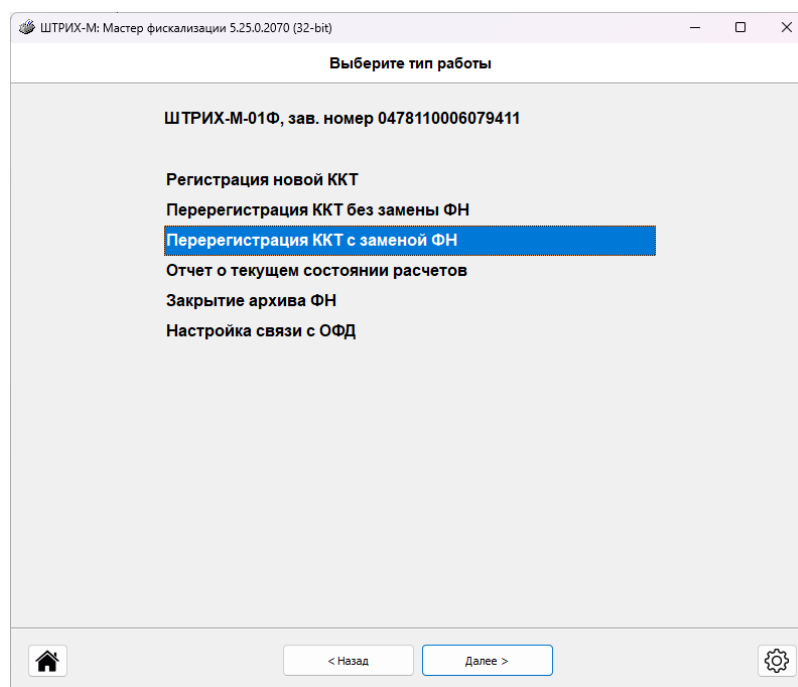 ШТРИХ-М: Мастер фискализации 5.25.0.2070 (32-bit)
Выберите тип работы
ШТРИХ-М-01Ф, зав. номер 0478110006079411
Регистрация новой ККТ
Перерегистрация ККТ без замены ФН
Перерегистрация ККТ с заменой ФН
Отчет о текущем состоянии расчетов
Закрытие архива ФН
Настройка связи с ОФД
< Назад
Далее >